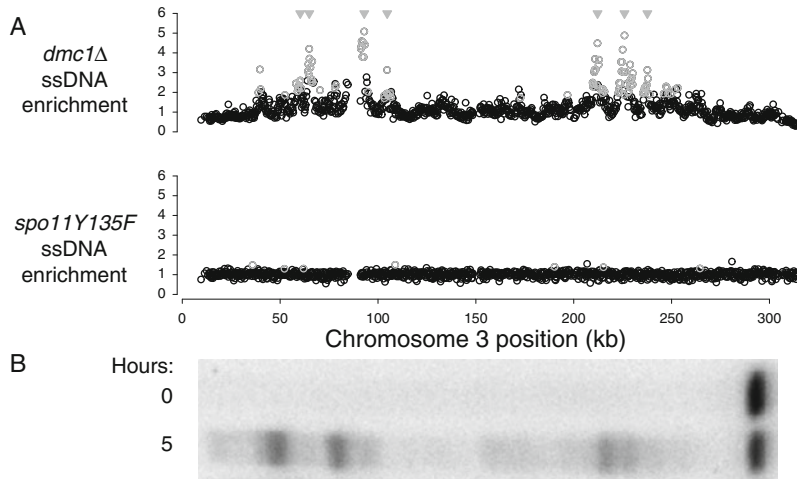 A
dmc1Δ
ssDNA
enrichment
6
5
4
3
2
1
0
spo11Y135F
ssDNA
enrichment
6
5
4
3
2
1
0
0 50 100 150 200 250 300
Chromosome 3 position (kb)
B
Hours:
0
5